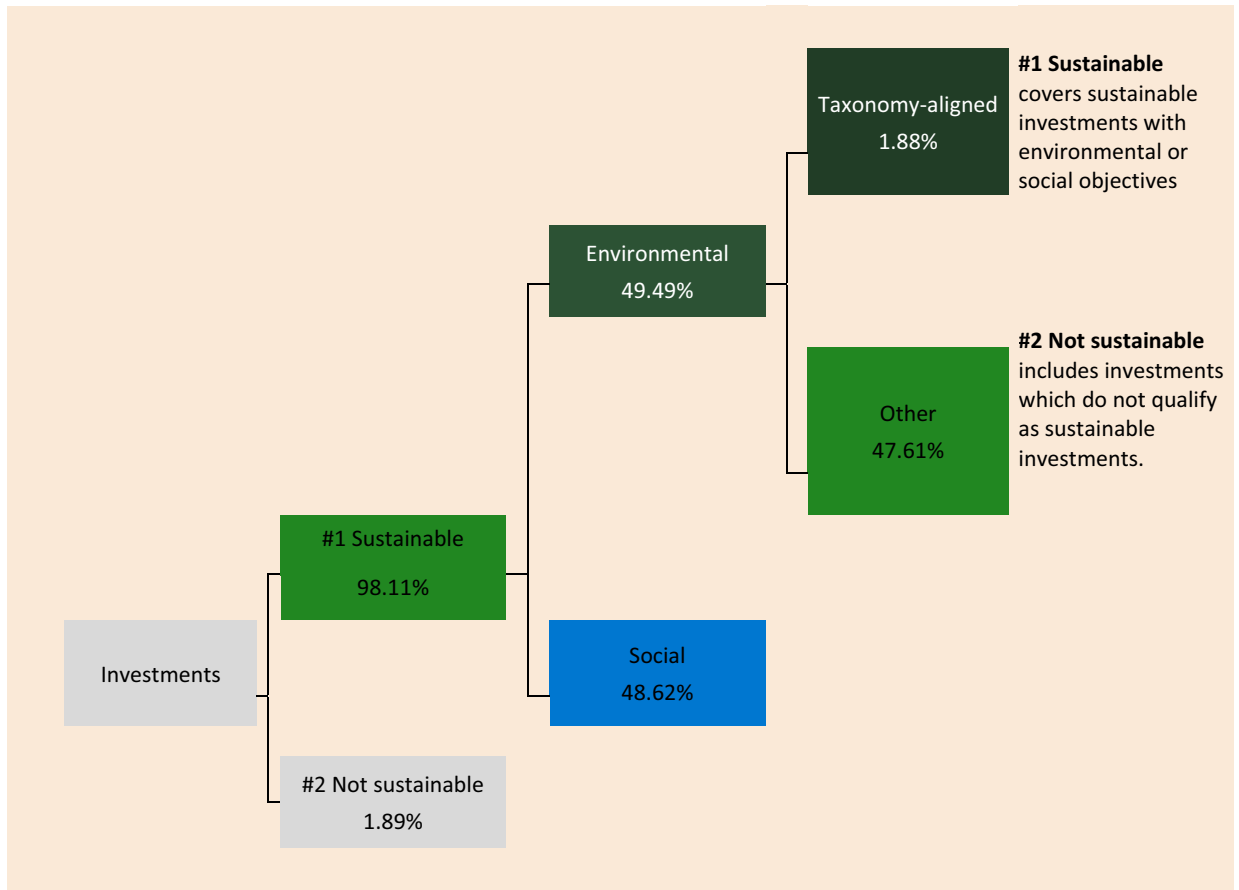 Taxonomy-aligned
1.88%
#1 Sustainable
covers sustainable
investments with
environmental or
social objectives
Environmental
49.49%
Other
47.61%
#2 Not sustainable
includes investments
which do not qualify
as sustainable
investments.
#1 Sustainable
98.11%
Investments
Social
48.62%
#2 Not sustainable
1.89%